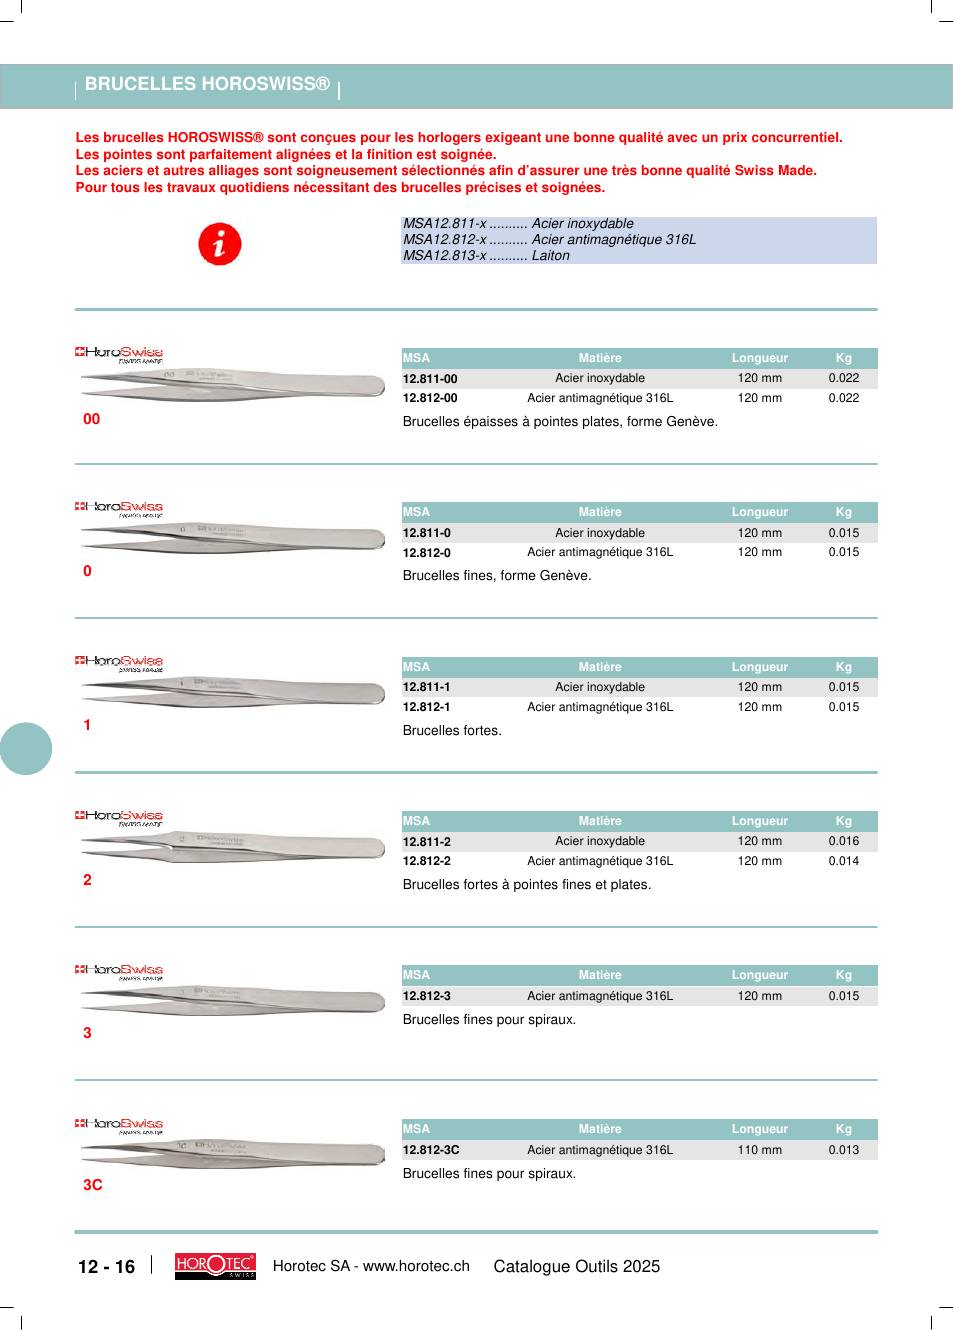 BRUCELLES HOROSWISS®
Les brucelles HOROSWISS® sont conçues pour les horlogers exigeant une bonne qualité avec un prix concurrentiel.
Les pointes sont parfaitement alignées et la finition est soignée.
Les aciers et autres alliages sont soigneusement sélectionnés afin d'assurer une très bonne qualité Swiss Made.
Pour tous les travaux quotidiens nécessitant des brucelles précises et soignées.
MSA12.811-x .......... Acier inoxydable
MSA12.812-x .......... Acier antimagnétique 316L
MSA12.813-x .......... Laiton
HoroSwiss
SWISS MADE
00
MSA Matière Longueur Kg
12.811-00 Acier inoxydable 120 mm 0.022
12.812-00 Acier antimagnétique 316L 120 mm 0.022
Brucelles épaisses à pointes plates, forme Genève.
HoroSwiss
SWISS MADE
0
MSA Matière Longueur Kg
12.811-0 Acier inoxydable 120 mm 0.015
12.812-0 Acier antimagnétique 316L 120 mm 0.015
Brucelles fines, forme Genève.
HoroSwiss
SWISS MADE
1
MSA Matière Longueur Kg
12.811-1 Acier inoxydable 120 mm 0.015
12.812-1 Acier antimagnétique 316L 120 mm 0.015
Brucelles fortes.
HoroSwiss
SWISS MADE
2
MSA Matière Longueur Kg
12.811-2 Acier inoxydable 120 mm 0.016
12.812-2 Acier antimagnétique 316L 120 mm 0.014
Brucelles fortes à pointes fines et plates.
HoroSwiss
SWISS MADE
3
MSA Matière Longueur Kg
12.812-3 Acier antimagnétique 316L 120 mm 0.015
Brucelles fines pour spiraux.
HoroSwiss
SWISS MADE
3C
MSA Matière Longueur Kg
12.812-3C Acier antimagnétique 316L 110 mm 0.013
Brucelles fines pour spiraux.
12 - 16 HOROTEC® SWISS Horotec SA - www.horotec.ch Catalogue Outils 2025